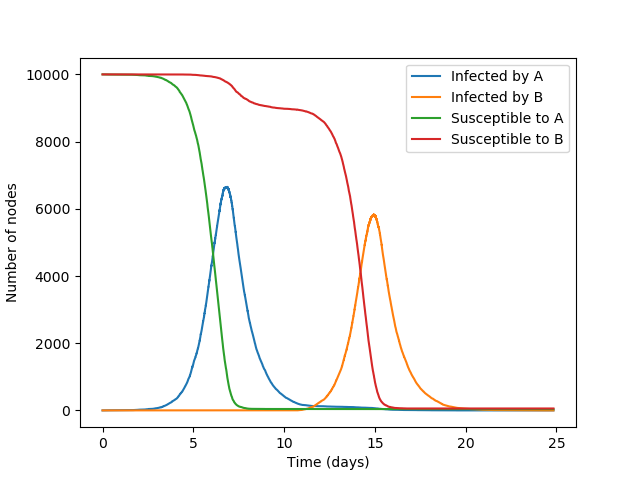 Infected by A
Infected by B
Susceptible to A
Susceptible to B
Number of nodes
10000
8000
6000
4000
2000
0
0 5 10 15 20 25
Time (days)